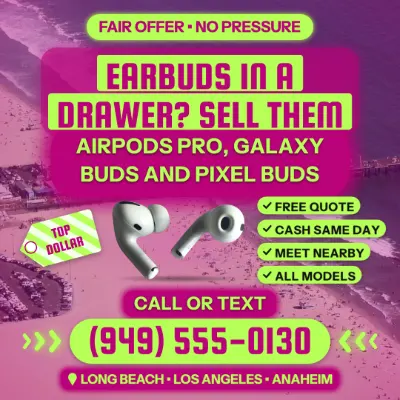 FAIR OFFER • NO PRESSURE
EARBUDS IN A
DRAWER? SELL THEM
AIRPODS PRO, GALAXY
BUDS AND PIXEL BUDS
TOP
DOLLAR
✓ FREE QUOTE
✓ CASH SAME DAY
✓ MEET NEARBY
✓ ALL MODELS
CALL OR TEXT
(949) 555-0130
LONG BEACH • LOS ANGELES • ANAHEIM